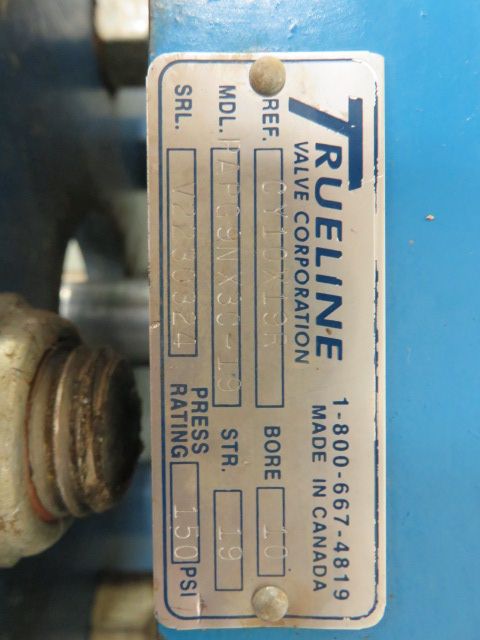 TRUELINE
VALVE CORPORATION
1-800-667-4819
MADE IN CANADA
REF. CY10X19R BORE 10
MDL. STR. 19
SRL. PRESS RATING 150 PSI